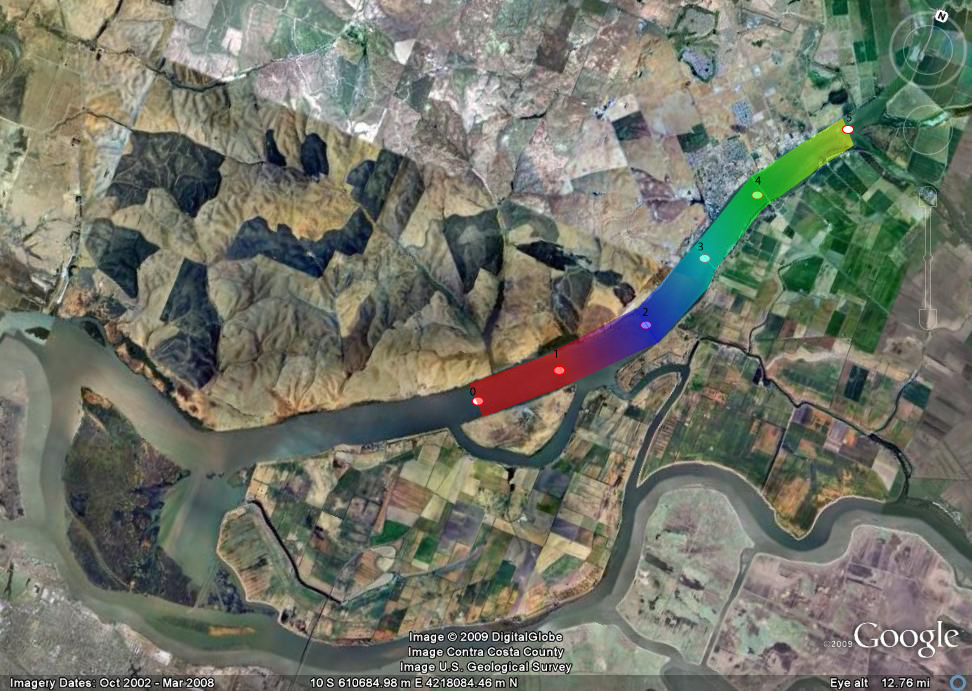 N
5
4
3
2
1
0
Image © 2009 DigitalGlobe
Image Contra Costa County
Image U.S. Geological Survey
©2009 Google
Imagery Dates: Oct 2002 - Mar 2008
10 S 610684.98 m E 4218084.46 m N
Eye alt 12.76 mi